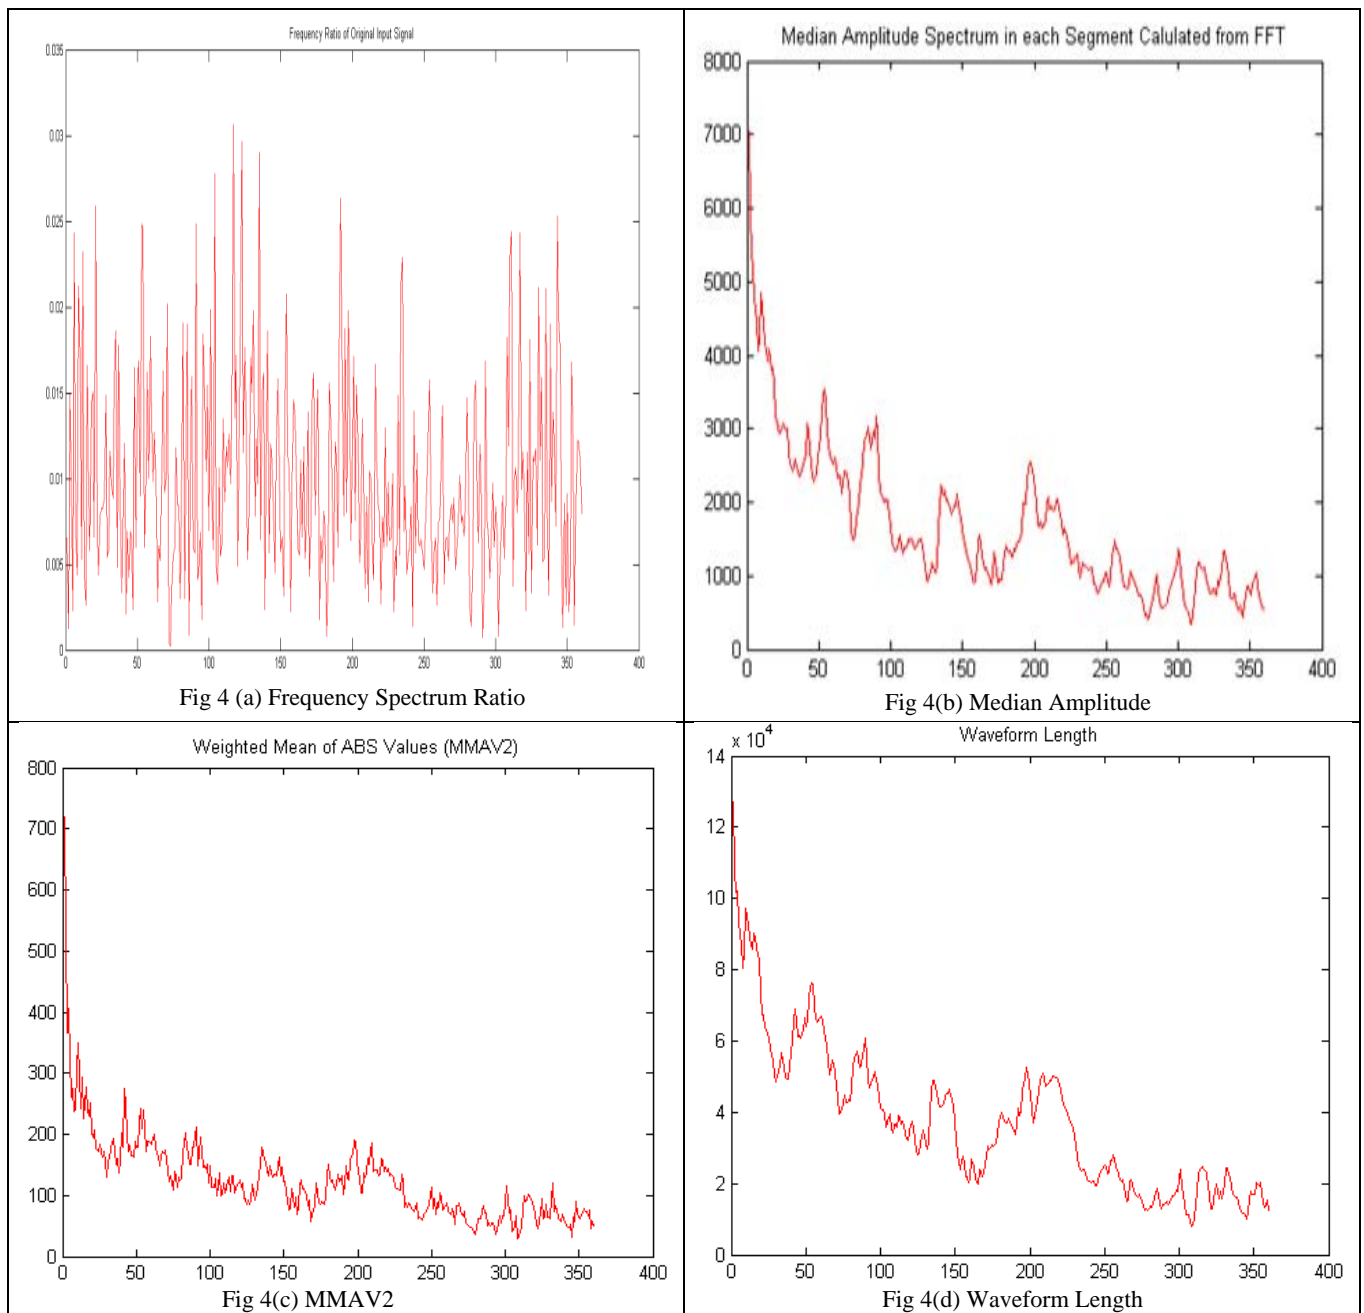 Frequency Ratio of Original Input Signal
0.035
0.03
0.025
0.02
0.015
0.01
0.005
0
0 50 100 150 200 250 300 350 400
Fig 4 (a) Frequency Spectrum Ratio
Median Amplitude Spectrum in each Segment Calulated from FFT
8000
7000
6000
5000
4000
3000
2000
1000
0
0 50 100 150 200 250 300 350 400
Fig 4(b) Median Amplitude
Weighted Mean of ABS Values (MMAV2)
800
700
600
500
400
300
200
100
0
0 50 100 150 200 250 300 350 400
Fig 4(c) MMAV2
Waveform Length
x 10^4
14
12
10
8
6
4
2
0
0 50 100 150 200 250 300 350 400
Fig 4(d) Waveform Length